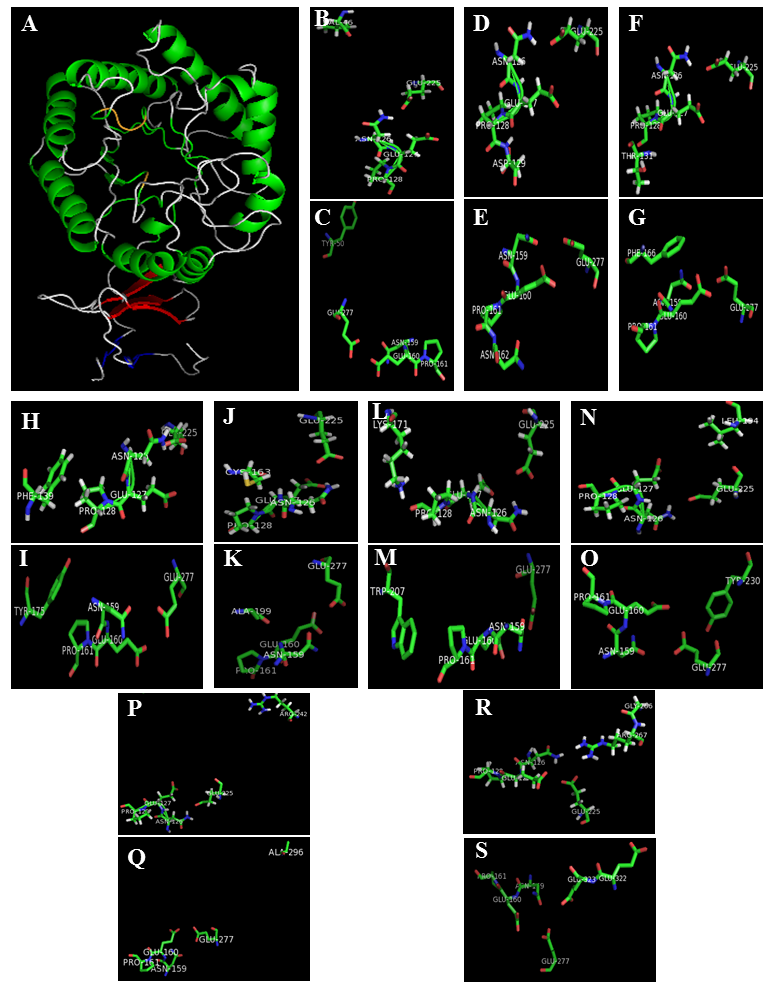 A
B
GLU-225
GLU-127
PRO-128
C
TYR-50
GLU-277
ASN-159
GLU-160
PRO-161
D
GLU-225
ASN-126
GLU-127
PRO-128
ASP-129
E
ASN-159
GLU-277
GLU-160
PRO-161
ASN-162
F
GLU-225
ASN-126
GLU-127
PRO-128
THR-131
G
PHE-166
ASN-159
GLU-160
GLU-277
PRO-161
H
PHE-139
GLU-127
PRO-128
I
GLU-277
TYR-175
ASN-159
GLU-160
PRO-161
J
GLU-225
CYS-163
ASN-126
PRO-128
K
GLU-277
ALA-199
GLU-160
ASN-159
PRO-161
L
LYS-171
GLU-225
PRO-128
ASN-126
M
GLU-277
TRP-207
ASN-159
PRO-161
N
GLU-127
PRO-128
GLU-225
ASN-126
O
TYR-230
PRO-161
GLU-160
ASN-159
GLU-277
P
ARG-242
GLU-127
Q
ALA-296
GLU-277
GLU-160
PRO-161
ASN-159
R
ARG-267
ASN-126
GLU-225
S
GLU-323
GLU-322
GLU-160
GLU-277